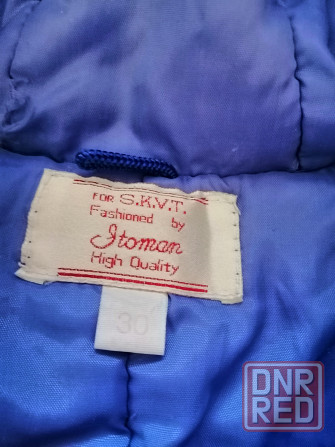 FOR S.K.V.T.
Fashioned by
Itoman
High Quality
30
DNR
RED